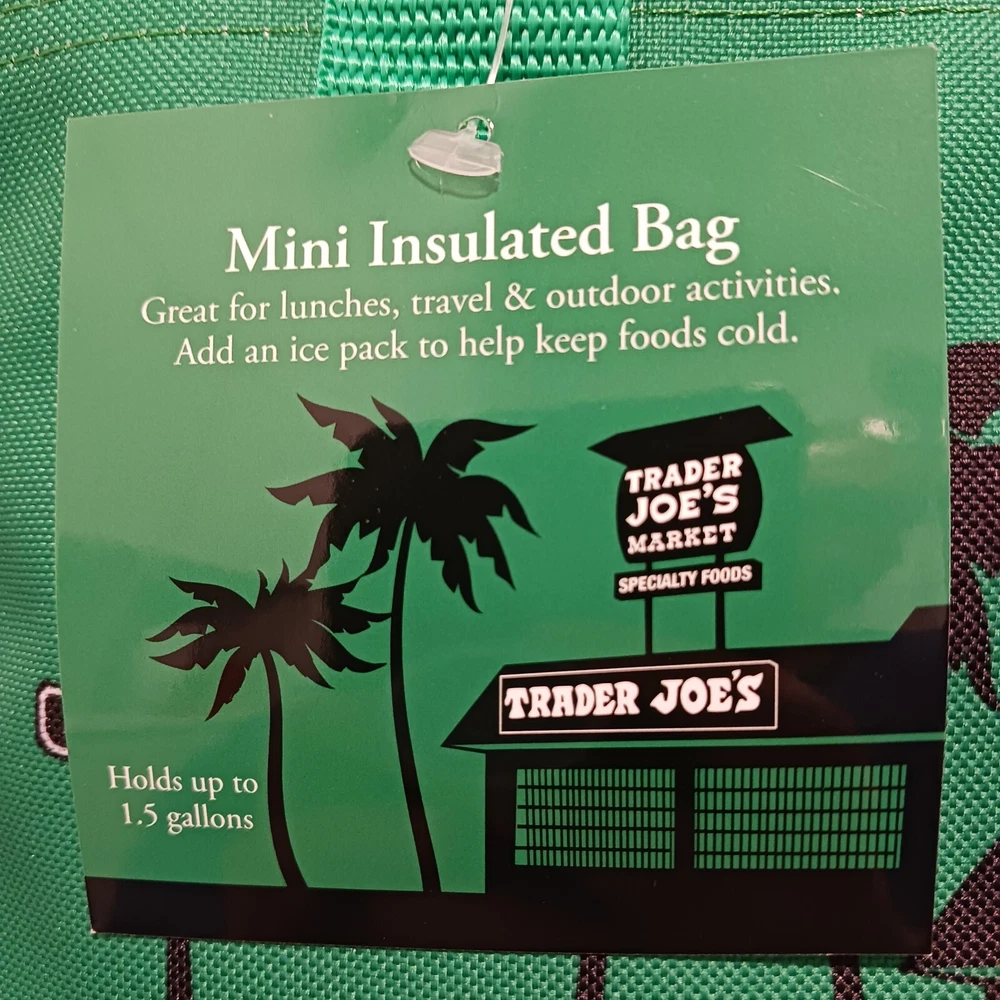 Mini Insulated Bag
Great for lunches, travel & outdoor activities.
Add an ice pack to help keep foods cold.
TRADER
JOE'S
MARKET
SPECIALTY FOODS
TRADER JOE'S
Holds up to
1.5 gallons